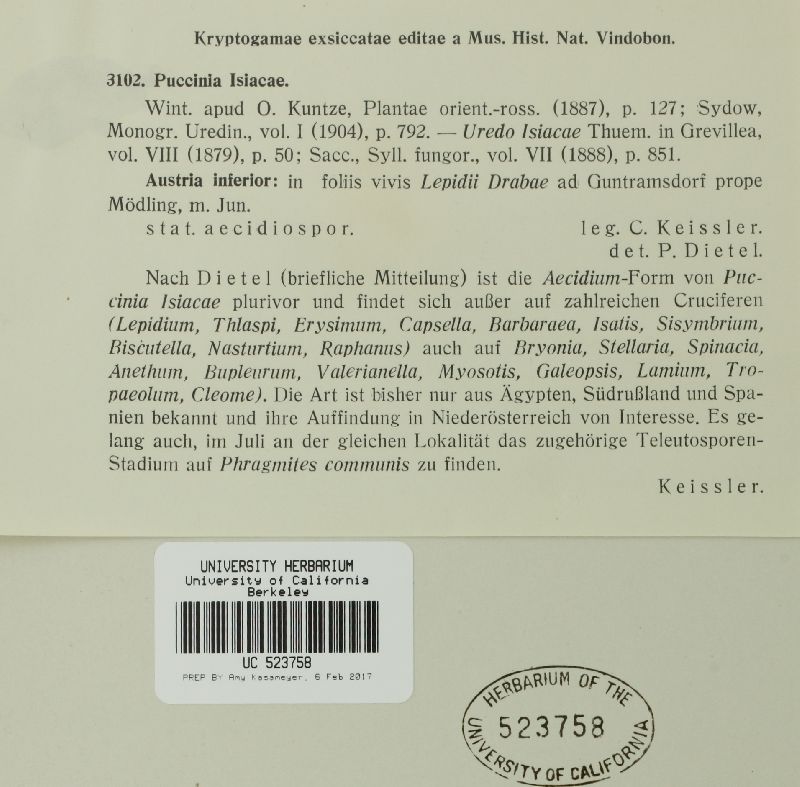 Kryptogamae exsiccatae editae a Mus. Hist. Nat. Vindobon.
3102. Puccinia Isiacae.
Wint. apud O. Kuntze, Plantae orient.-ross. (1887), p. 127; Sydow,
Monogr. Uredin., vol. I (1904), p. 792. — Uredo Isiacae Thuem. in Grevillea,
vol. VIII (1879), p. 50; Sacc., Syll. fungor., vol. VII (1888), p. 851.
Austria inferior: in foliis vivis Lepidii Drabae ad Guntramsdorf prope
Mödling, m. Jun.
stat. aecidiospor. leg. C. Keissler.
det. P. Dietel.
Nach Dietel (briefliche Mitteilung) ist die Aecidium-Form von Puc-
cinia Isiacae plurivor und findet sich außer auf zahlreichen Cruciferen
(Lepidium, Thlaspi, Erysimum, Capsella, Barbaraea, Isatis, Sisymbrium,
Biscutella, Nasturtium, Raphanus) auch auf Bryonia, Stellaria, Spinacia,
Anethum, Bupleurum, Valerianella, Myosotis, Galeopsis, Lamium, Tro-
paeolum, Cleome). Die Art ist bisher nur aus Ägypten, Südrußland und Spa-
nien bekannt und ihre Auffindung in Niederösterreich von Interesse. Es ge-
lang auch, im Juli an der gleichen Lokalität das zugehörige Teleutosporen-
Stadium auf Phragmites communis zu finden.
Keissler.
UNIVERSITY HERBARIUM
University of California
Berkeley
UC 523758
PREP BY Amy Kasameyer, 6 Feb 2017
HERBARIUM OF THE
523758
UNIVERSITY OF CALIFORNIA